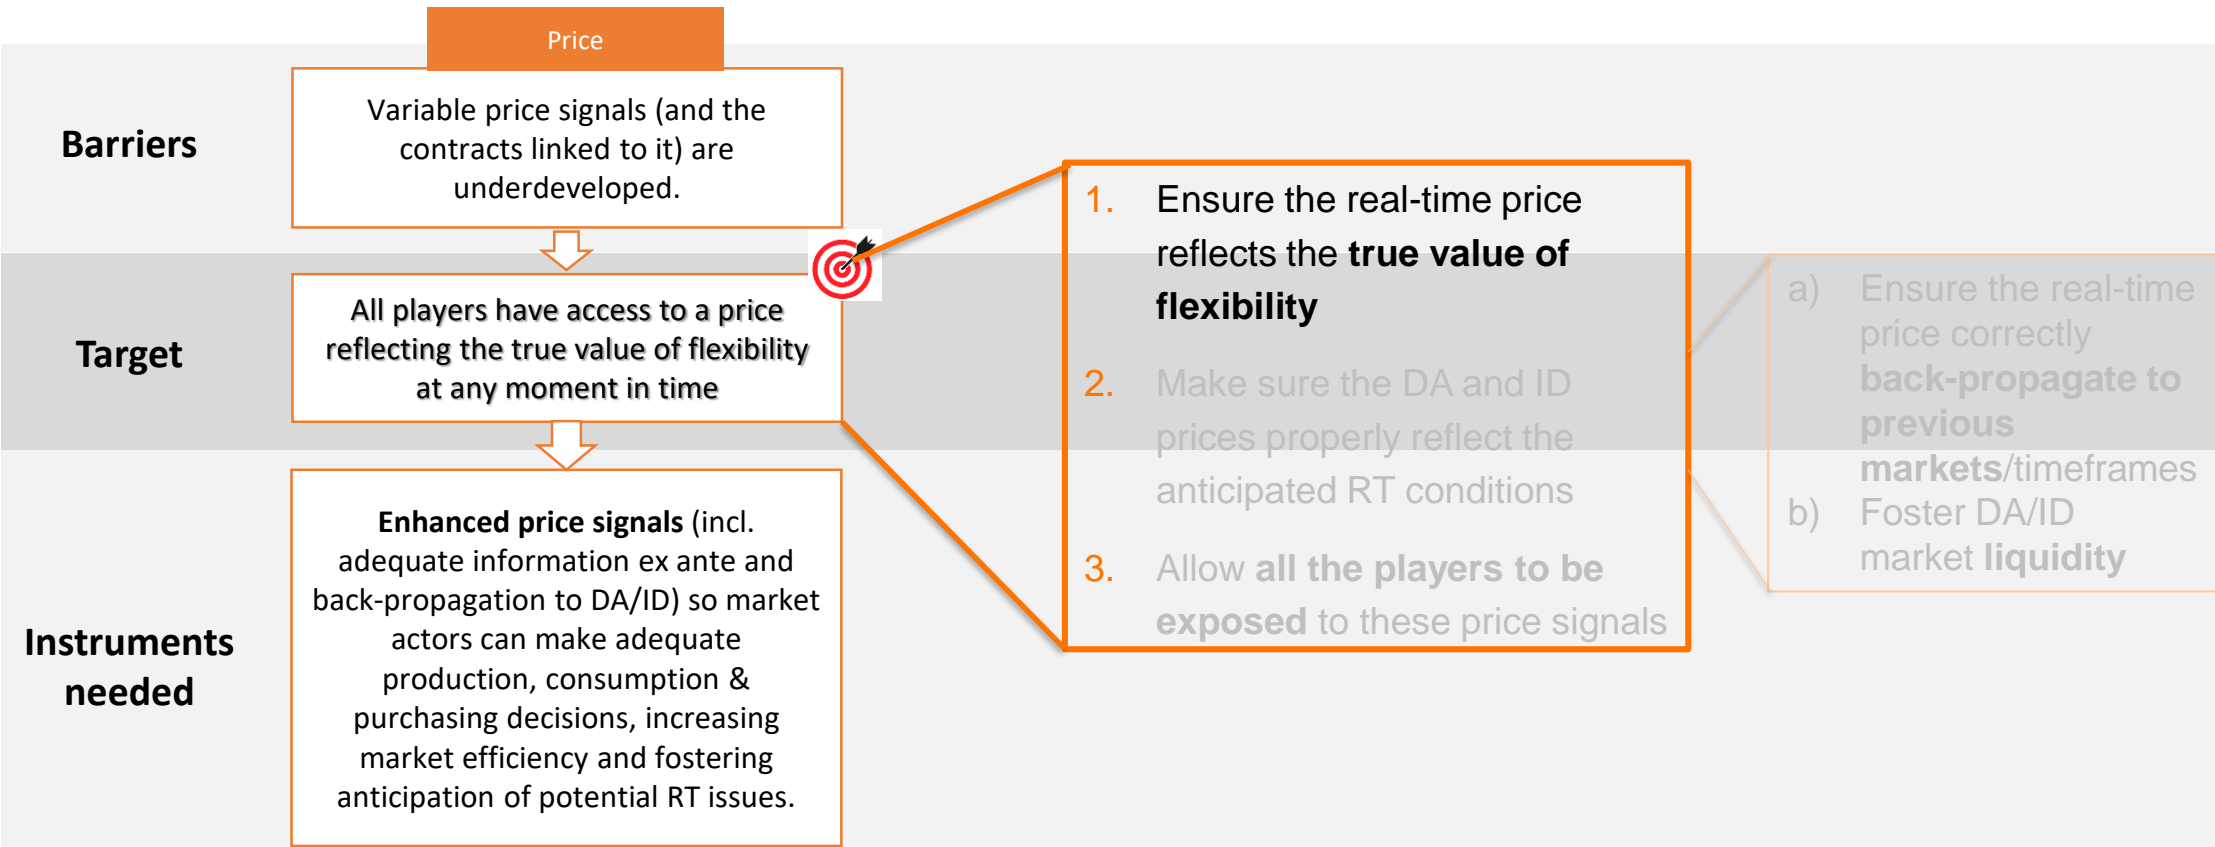 Price
Barriers
Variable price signals (and the
contracts linked to it) are
underdeveloped.
Target
All players have access to a price
reflecting the true value of flexibility
at any moment in time
Instruments
needed
Enhanced price signals (incl.
adequate information ex ante and
back-propagation to DA/ID) so market
actors can make adequate
production, consumption &
purchasing decisions, increasing
market efficiency and fostering
anticipation of potential RT issues.
1. Ensure the real-time price
reflects the true value of
flexibility
2. Make sure the DA and ID
prices properly reflect the
anticipated RT conditions
3. Allow all the players to be
exposed to these price signals
a) Ensure the real-time
price correctly
back-propagate to
previous
markets/timeframes
b) Foster DA/ID
market liquidity